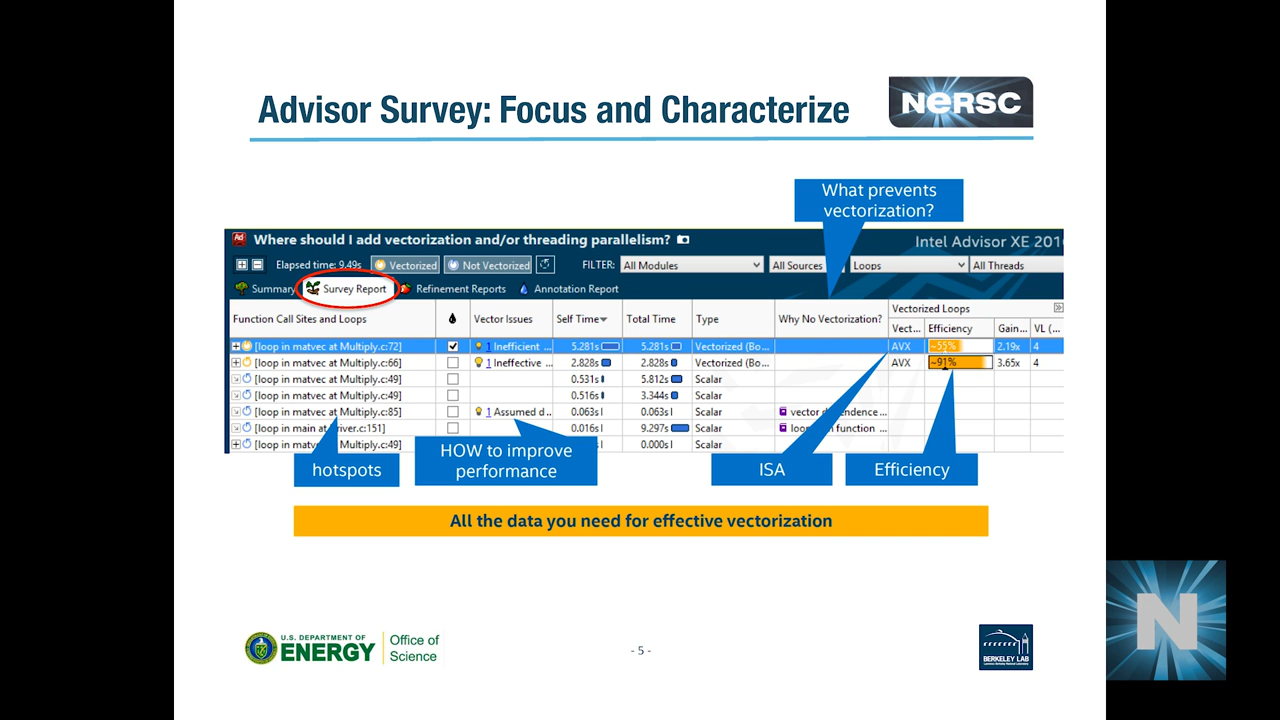 Advisor Survey: Focus and Characterize
NERSC
What prevents
vectorization?
Where should I add vectorization and/or threading parallelism?
Intel Advisor XE 201
Elapsed time: 9.49s
Vectorized
Not Vectorized
FILTER:
All Modules
All Sources
Loops
All Threads
Summary
Survey Report
Refinement Reports
Annotation Report
Function Call Sites and Loops
Vector Issues
Self Time
Total Time
Type
Why No Vectorization?
Vectorized Loops
Vect...
Efficiency
Gain...
VL (...
[loop in matvec at Multiply.c:72] 1 Inefficient ... 5.281s 5.281s Vectorized (Bo... AVX ~55% 2.19x 4
[loop in matvec at Multiply.c:66] 1 Ineffective ... 2.828s 2.828s Vectorized (Bo... AVX ~91% 3.65x 4
[loop in matvec at Multiply.c:49] 0.531s 5.812s Scalar
[loop in matvec at Multiply.c:49] 0.516s 3.344s Scalar
[loop in matvec at Multiply.c:85] 1 Assumed d... 0.063s 0.063s Scalar vector dependence...
[loop in main at driver.c:151] 0.016s 9.297s Scalar function ...
[loop in matvec at Multiply.c:49] 0.000s Scalar
hotspots
HOW to improve
performance
ISA
Efficiency
All the data you need for effective vectorization
U.S. DEPARTMENT OF
ENERGY
Office of
Science
- 5 -
BERKELEY LAB
N